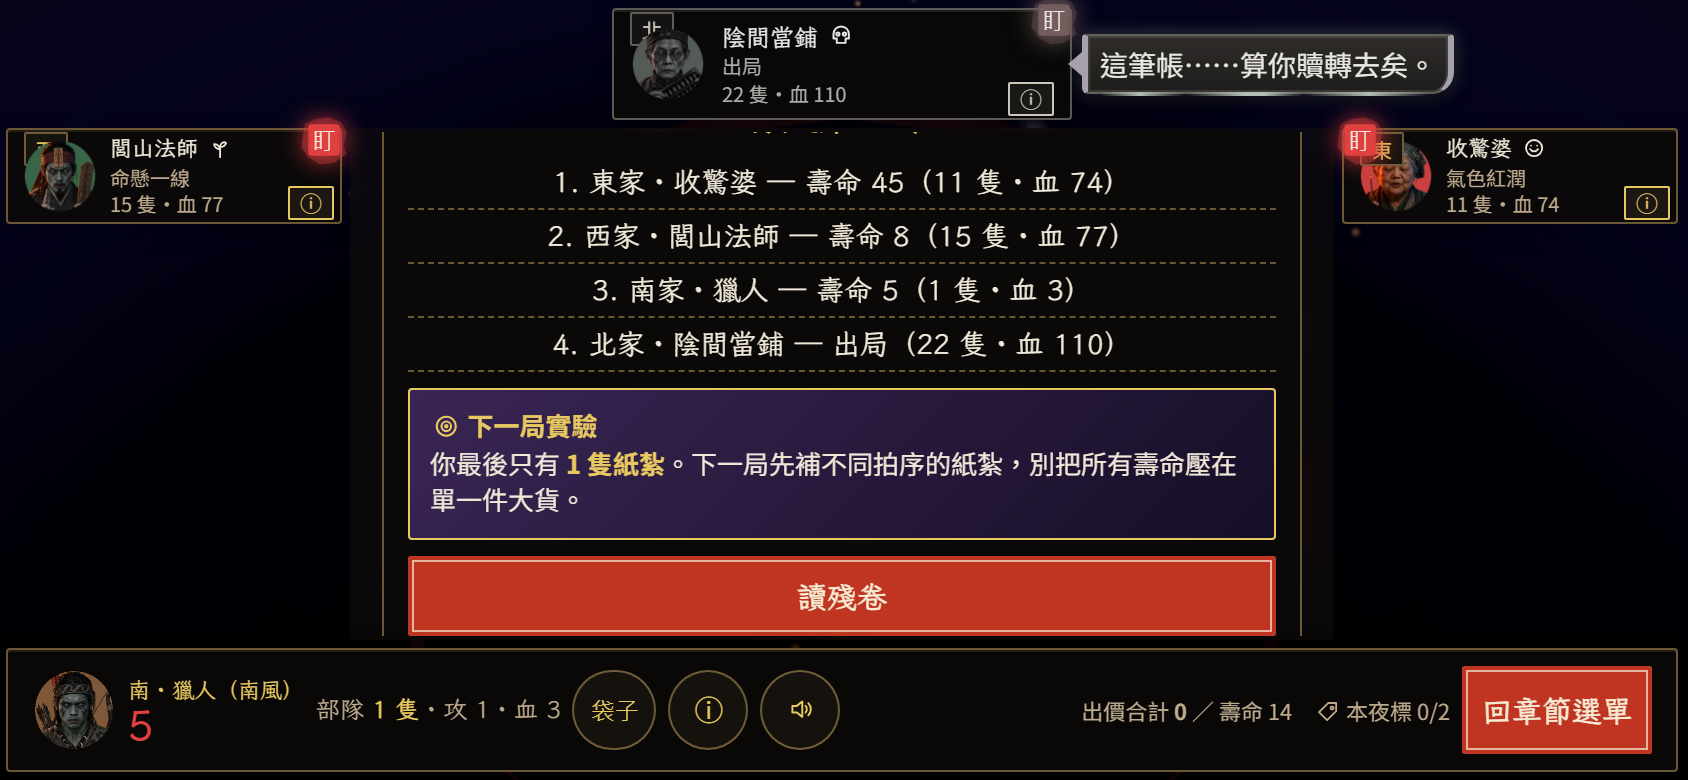 北
陰間當鋪
盯
出局
22 隻・血 110
這筆帳⋯⋯算你贖轉去矣。
閭山法師
盯
命懸一線
15 隻・血 77
盯
東
收驚婆
氣色紅潤
11 隻・血 74
1. 東家・收驚婆 — 壽命 45（11 隻・血 74）
2. 西家・閭山法師 — 壽命 8（15 隻・血 77）
3. 南家・獵人 — 壽命 5（1 隻・血 3）
4. 北家・陰間當鋪 — 出局（22 隻・血 110）
下一局實驗
你最後只有 1 隻紙紮。下一局先補不同拍序的紙紮，別把所有壽命壓在
單一件大貨。
讀殘卷
南・獵人（南風）
5
部隊 1 隻・攻 1・血 3
袋子
出價合計 0 ／ 壽命 14
本夜標 0/2
回章節選單